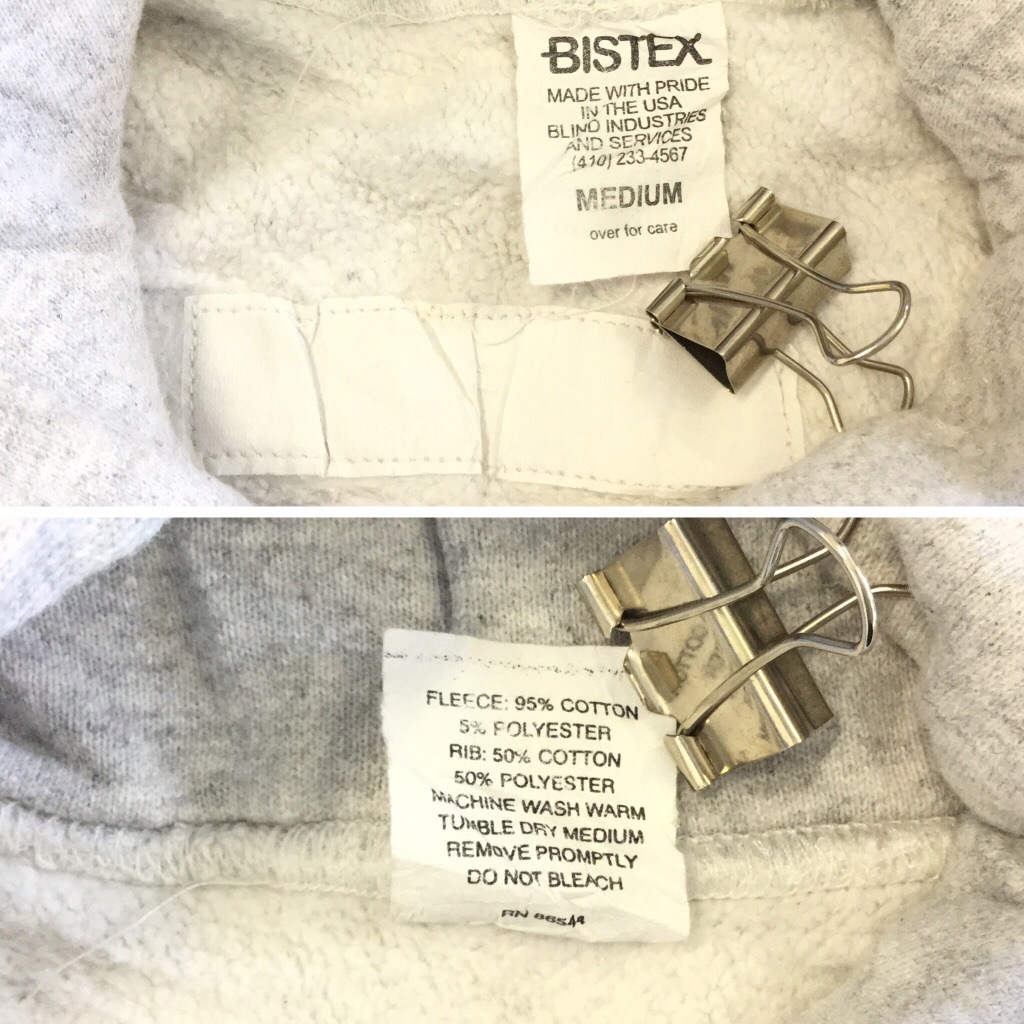 BISTEX
MADE WITH PRIDE
IN THE USA
BLIND INDUSTRIES
AND SERVICES
(410) 233-4567
MEDIUM
over for care
FLEECE: 95% COTTON
5% POLYESTER
RIB: 50% COTTON
50% POLYESTER
MACHINE WASH WARM
TUMBLE DRY MEDIUM
REMOVE PROMPTLY
DO NOT BLEACH
RN